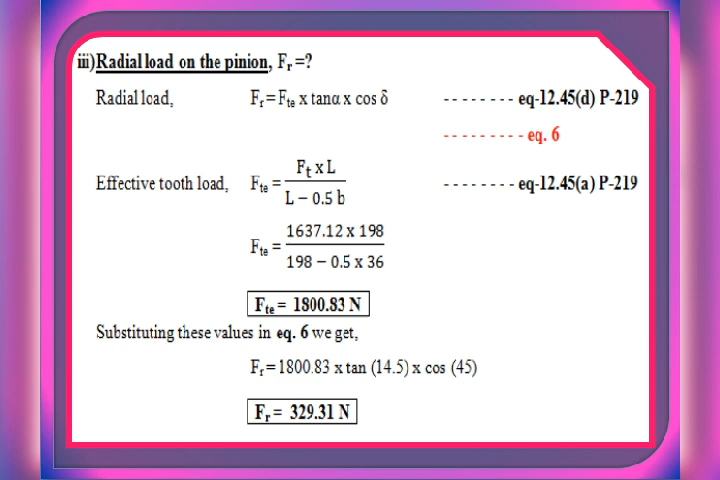 iii)Radial load on the pinion, Fr=?
Radial load, Fr= Fte x tanα x cos δ - - - - - - - - eq-12.45(d) P-219
- - - - - - - - - eq. 6
Effective tooth load, Fte = Ft x L / L – 0.5 b - - - - - - - - eq-12.45(a) P-219
Fte = 1637.12 x 198 / 198 – 0.5 x 36
Fte = 1800.83 N
Substituting these values in eq. 6 we get,
Fr= 1800.83 x tan (14.5) x cos (45)
Fr = 329.31 N